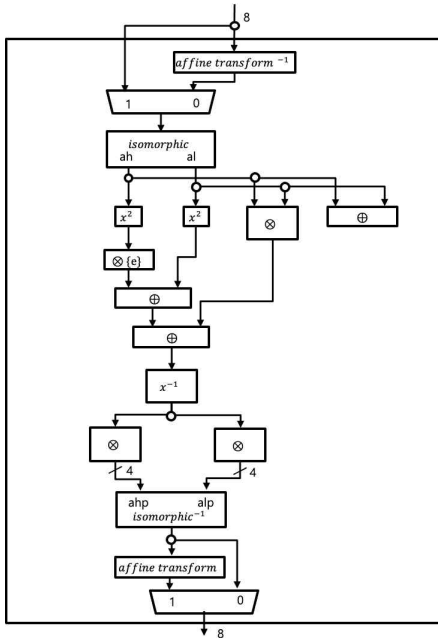 8
affine transform ⁻¹
1 0
isomorphic
ah al
x² x² ⊗ ⊕
⊗ {e}
⊕
⊕
x⁻¹
⊗ ⊗
4 4
ahp alp
isomorphic⁻¹
affine transform
1 0
8